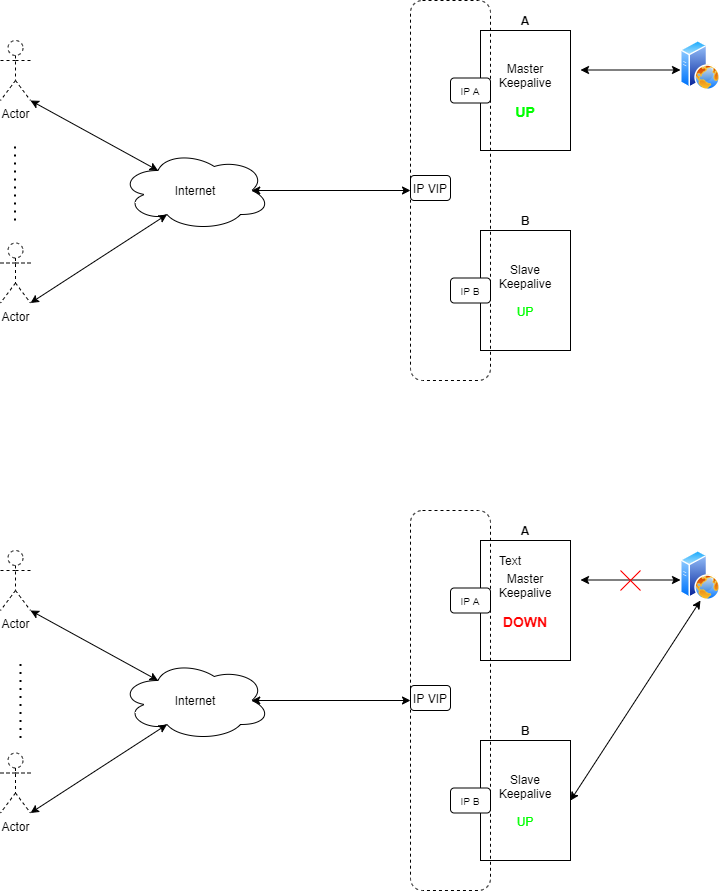 A
Actor
Master
Keepalive
IP A
UP
Internet
IP VIP
B
Slave
Keepalive
IP B
UP
Actor
A
Text
Master
Keepalive
IP A
DOWN
Actor
Internet
IP VIP
B
Slave
Keepalive
IP B
UP
Actor